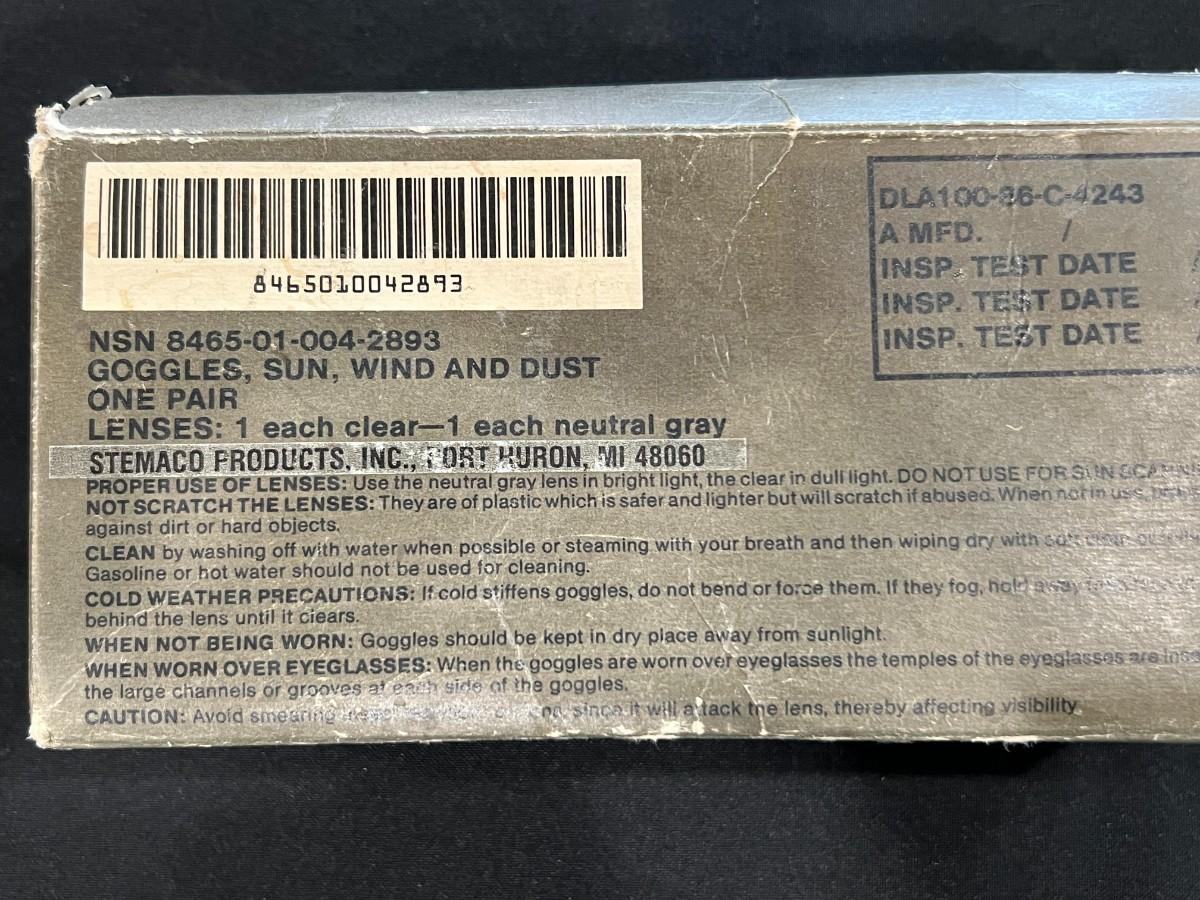 8465010042893
DLA100-86-C-4243
A MFD. /
INSP. TEST DATE
INSP. TEST DATE
INSP. TEST DATE
NSN 8465-01-004-2893
GOGGLES, SUN, WIND AND DUST
ONE PAIR
LENSES: 1 each clear—1 each neutral gray
STEMACO PRODUCTS, INC., PORT HURON, MI 48060
PROPER USE OF LENSES: Use the neutral gray lens in bright light, the clear in dull light. DO NOT USE FOR SUN
NOT SCRATCH THE LENSES: They are of plastic which is safer and lighter but will scratch if abused. When not in use,
against dirt or hard objects.
CLEAN by washing off with water when possible or steaming with your breath and then wiping dry with soft
Gasoline or hot water should not be used for cleaning.
COLD WEATHER PRECAUTIONS: If cold stiffens goggles, do not bend or force them. If they fog, hold away
behind the lens until it clears.
WHEN NOT BEING WORN: Goggles should be kept in dry place away from sunlight.
WHEN WORN OVER EYEGLASSES: When the goggles are worn over eyeglasses the temples of the eyeglasses are
the large channels or grooves at each side of the goggles.
CAUTION: Avoid smearing since it will attack the lens, thereby affecting visibility.